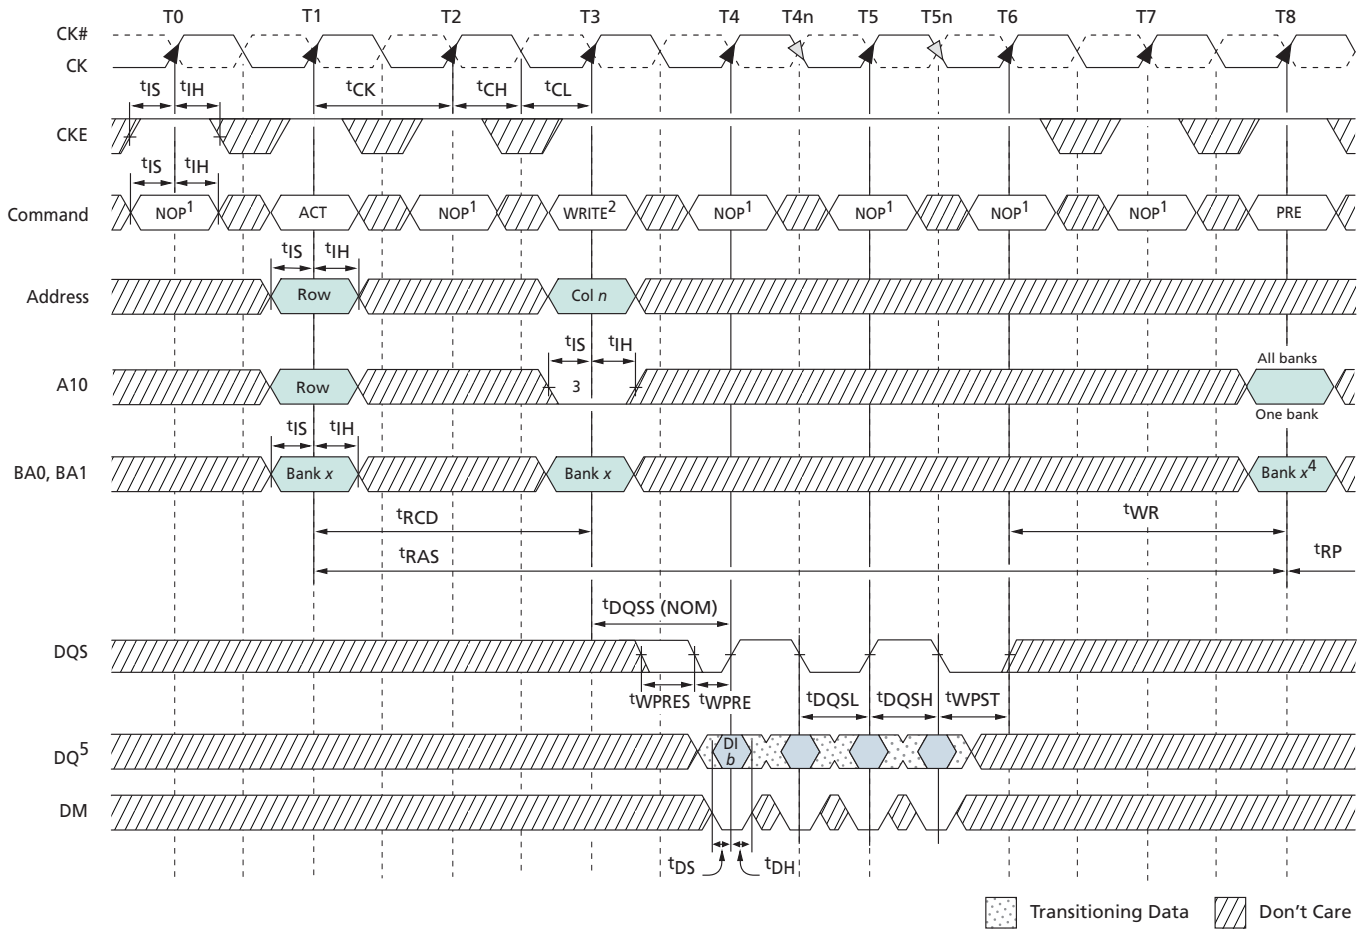 T0 T1 T2 T3 T4 T4n T5 T5n T6 T7 T8
CK#
CK
tIS tIH tCK tCH tCL
CKE
tIS tIH
Command NOP1 ACT NOP1 WRITE2 NOP1 NOP1 NOP1 NOP1 PRE
tIS tIH
Address Row Col n
tIS tIH
All banks
A10 Row 3
One bank
tIS tIH
BA0, BA1 Bank x Bank x Bank x4
tRCD tWR
tRAS tRP
tDQSS (NOM)
DQS
tWPRES tWPRE tDQSL tDQSH tWPST
DQ5 DI
b
DM
tDS tDH
Transitioning Data Don't Care